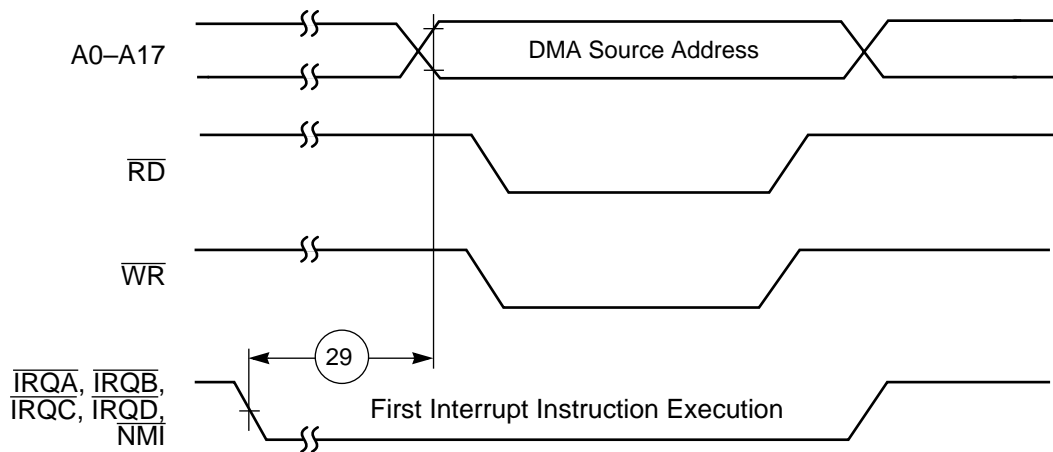 A0–A17
DMA Source Address
RD
WR
29
IRQA, IRQB,
IRQC, IRQD,
NMI
First Interrupt Instruction Execution